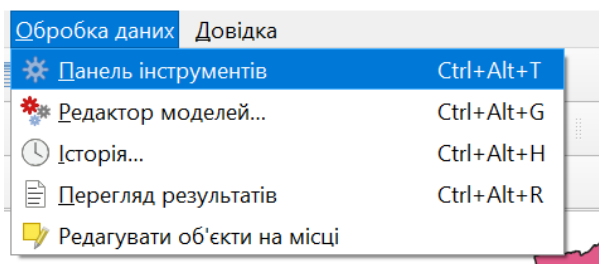 Обробка даних Довідка
Панель інструментів Ctrl+Alt+T
Редактор моделей... Ctrl+Alt+G
Історія... Ctrl+Alt+H
Перегляд результатів Ctrl+Alt+R
Редагувати об'єкти на місці